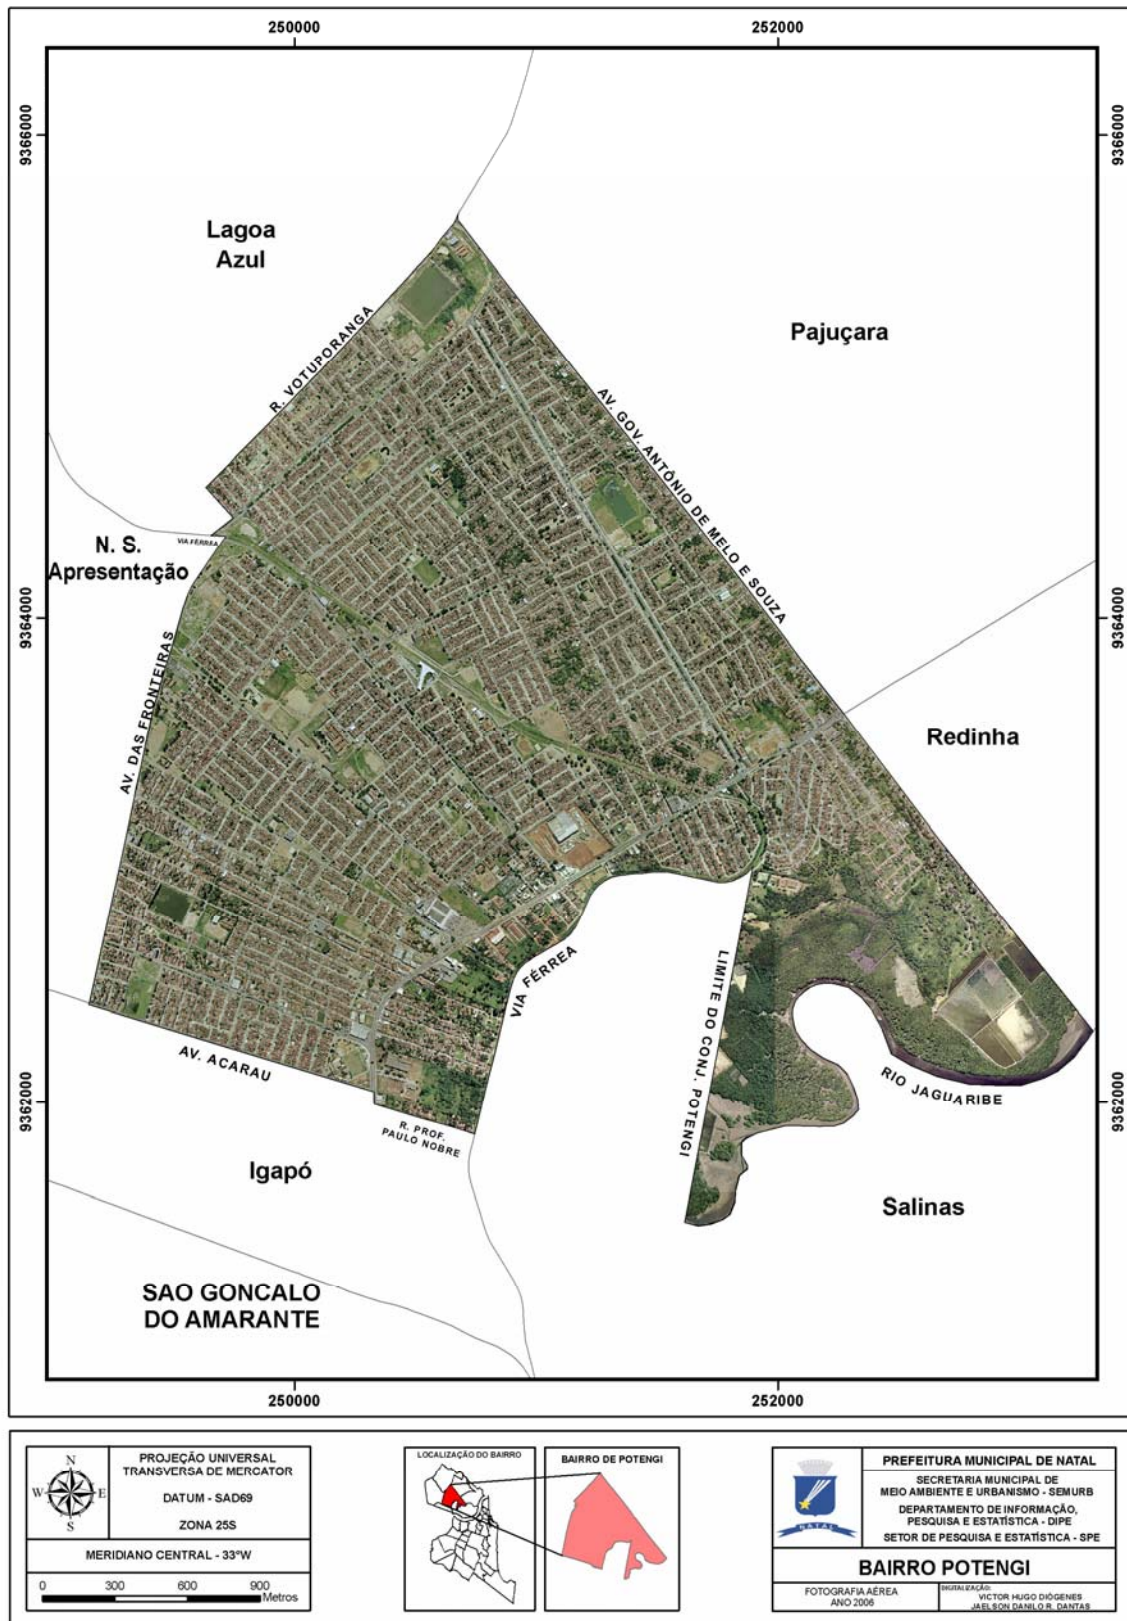 250000
252000
9366000
9366000
Lagoa
Azul
Pajuçara
R. VOTUPORANGA
AV. GOV. ANTÔNIO DE MELO E SOUZA
N. S.
Apresentação
VIA FÉRREA
9364000
9364000
AV. DAS FRONTEIRAS
Redinha
VIA FÉRREA
LIMITE DO CONJ. POTENGI
AV. ACARAU
RIO JAGUARIBE
9362000
9362000
R. PROF.
PAULO NOBRE
Igapó
Salinas
SAO GONCALO
DO AMARANTE
250000
252000
N
W
E
S
PROJEÇÃO UNIVERSAL
TRANSVERSA DE MERCATOR
DATUM - SAD69
ZONA 25S
MERIDIANO CENTRAL - 33°W
0 300 600 900
Metros
LOCALIZAÇÃO DO BAIRRO
BAIRRO DE POTENGI
NATAL
PREFEITURA MUNICIPAL DE NATAL
SECRETARIA MUNICIPAL DE
MEIO AMBIENTE E URBANISMO - SEMURB
DEPARTAMENTO DE INFORMAÇÃO,
PESQUISA E ESTATÍSTICA - DIPE
SETOR DE PESQUISA E ESTATÍSTICA - SPE
BAIRRO POTENGI
FOTOGRAFIA AÉREA
ANO 2006
DIGITALIZAÇÃO:
VICTOR HUGO DIÓGENES
JAELSON DANILO R. DANTAS